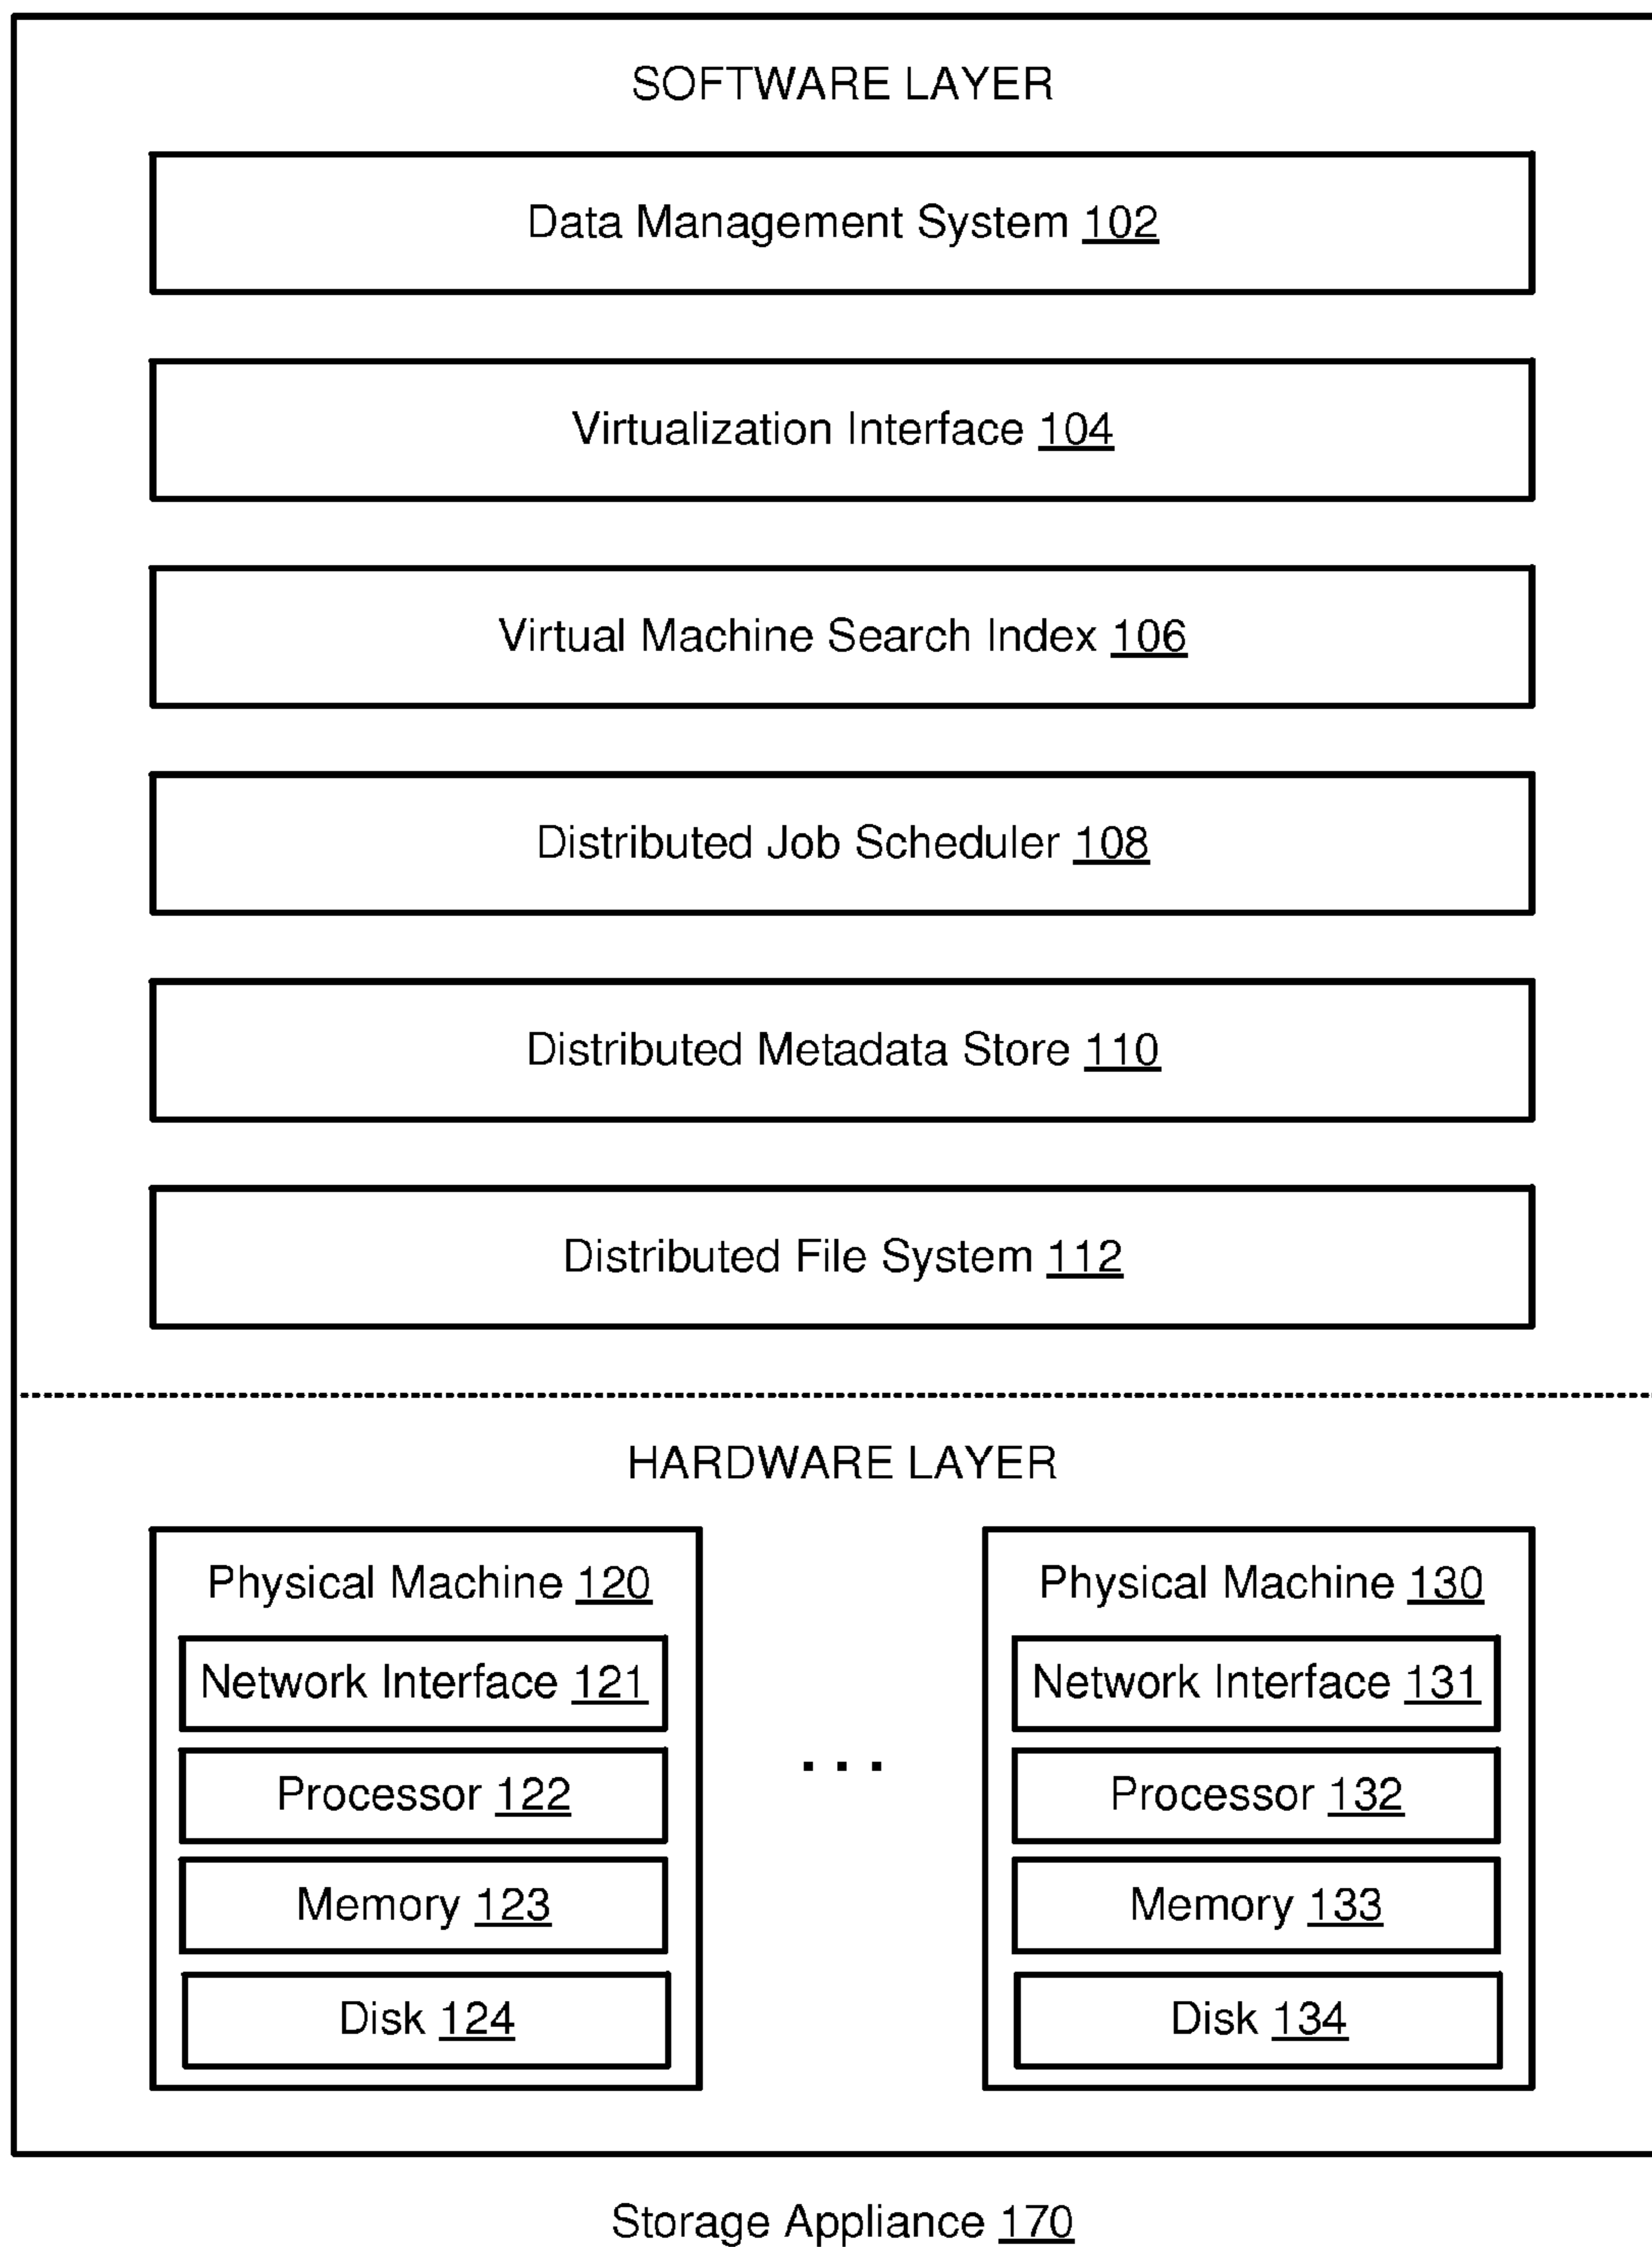 SOFTWARE LAYER
Data Management System 102
Virtualization Interface 104
Virtual Machine Search Index 106
Distributed Job Scheduler 108
Distributed Metadata Store 110
Distributed File System 112
HARDWARE LAYER
Physical Machine 120
Network Interface 121
Processor 122
Memory 123
Disk 124
...
Physical Machine 130
Network Interface 131
Processor 132
Memory 133
Disk 134
Storage Appliance 170